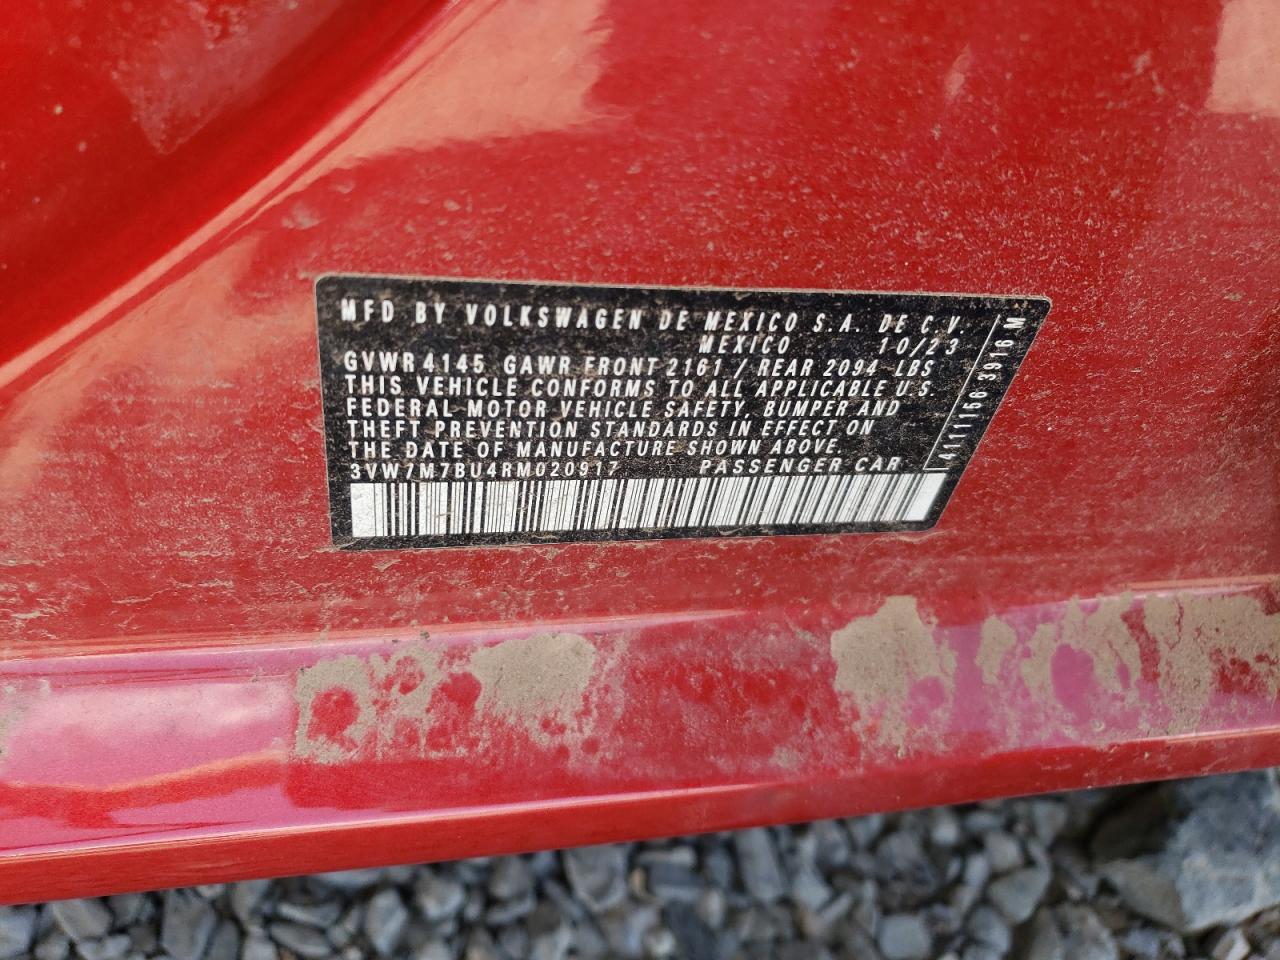 MFD BY VOLKSWAGEN DE MEXICO S.A. DE C.V.
MEXICO 10/23
GVWR 4145 GAWR FRONT 2161 / REAR 2094 LBS
THIS VEHICLE CONFORMS TO ALL APPLICABLE U.S.
FEDERAL MOTOR VEHICLE SAFETY, BUMPER AND
THEFT PREVENTION STANDARDS IN EFFECT ON
THE DATE OF MANUFACTURE SHOWN ABOVE.
3VW7M7BU4RM020917 PASSENGER CAR
4111156 3916 M